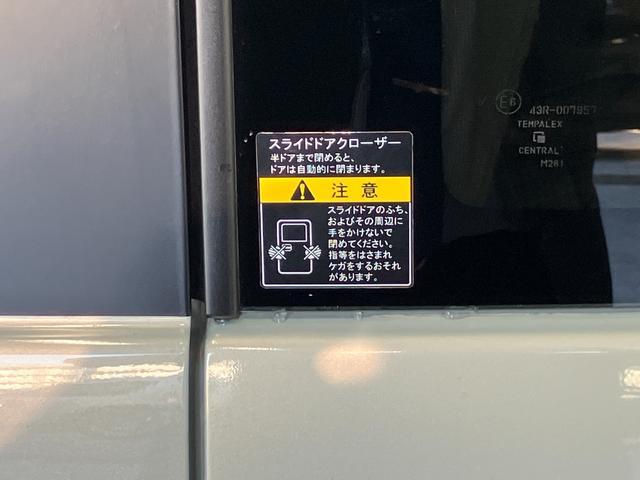 スライドドアクローザー
半ドアまで閉めると、
ドアは自動的に閉まります。
注意
スライドドアのふち、
およびその周辺に
手をかけないで
閉めてください。
指等をはさまれ
ケガをするおそれ
があります。
E6
43R-007957
TEMPALEX
CENTRAL